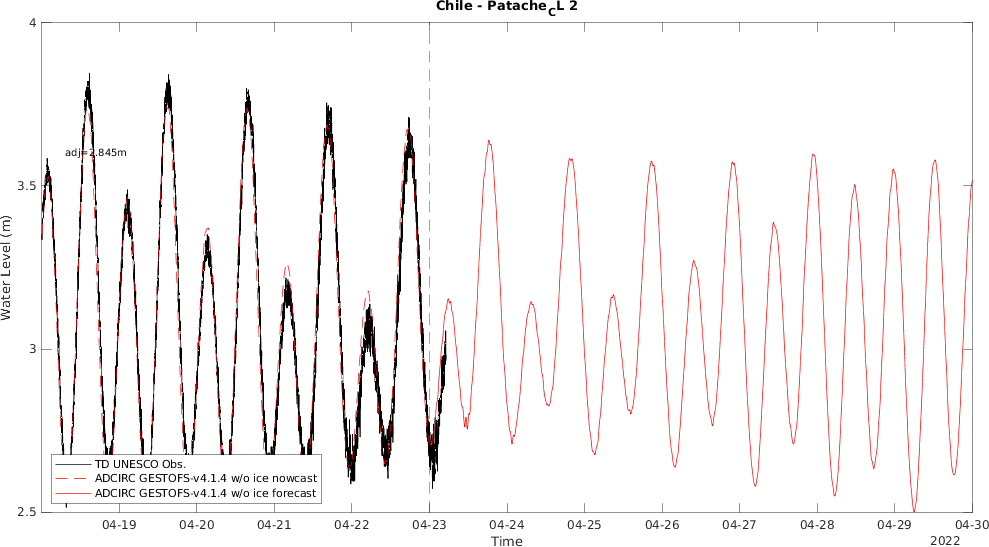 Chile - Patache_CL 2
4
3.5
3
2.5
Water Level (m)
adj=2.845m
TD UNESCO Obs.
ADCIRC GESTOFS-v4.1.4 w/o ice nowcast
ADCIRC GESTOFS-v4.1.4 w/o ice forecast
04-19 04-20 04-21 04-22 04-23 04-24 04-25 04-26 04-27 04-28 04-29 04-30
Time
2022